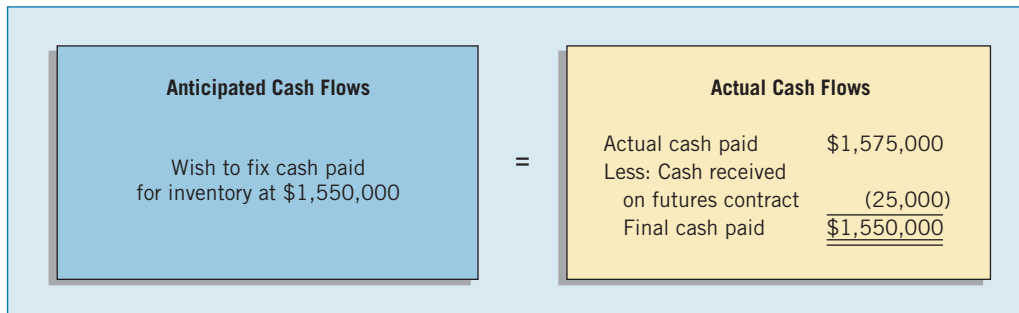 Anticipated Cash Flows
Wish to fix cash paid
for inventory at $1,550,000
=
Actual Cash Flows
Actual cash paid $1,575,000
Less: Cash received
on futures contract (25,000)
Final cash paid $1,550,000